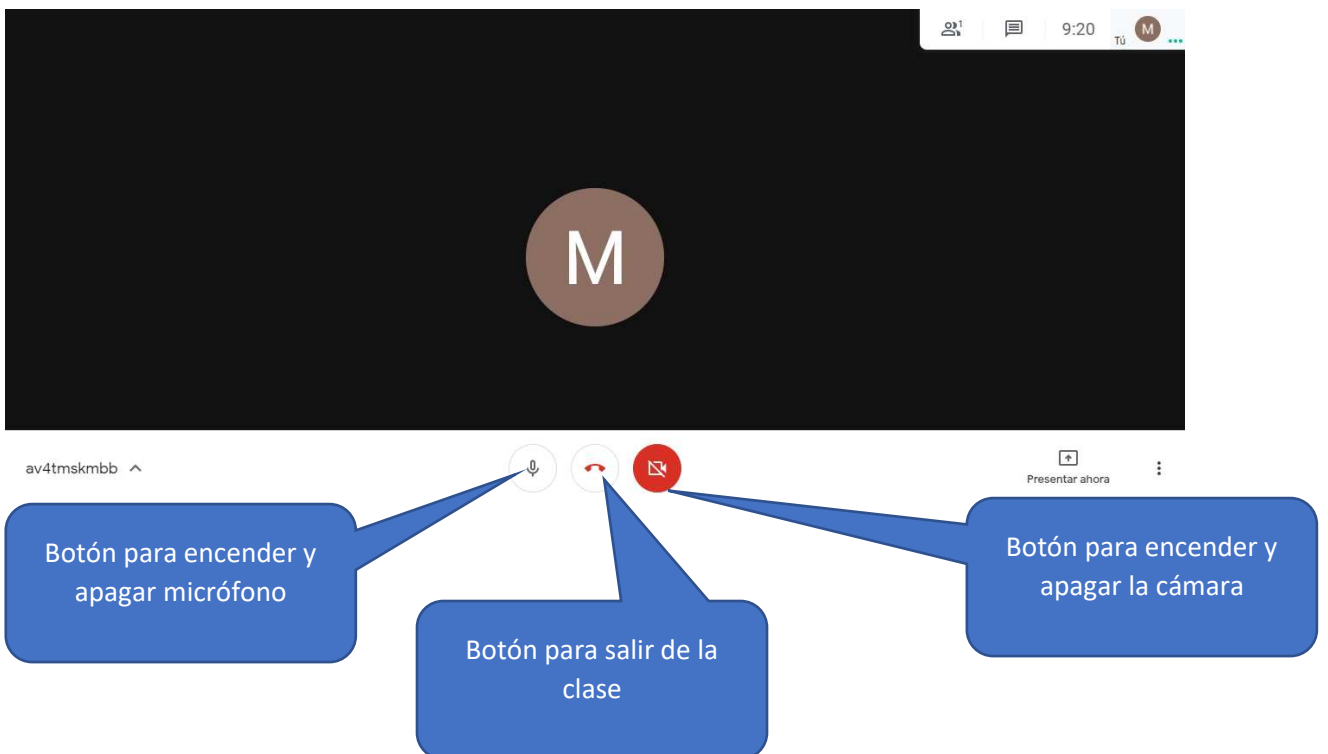 1
9:20
Tú
M
M
av4tmskmbb
Presentar ahora
Botón para encender y
apagar micrófono
Botón para salir de la
clase
Botón para encender y
apagar la cámara